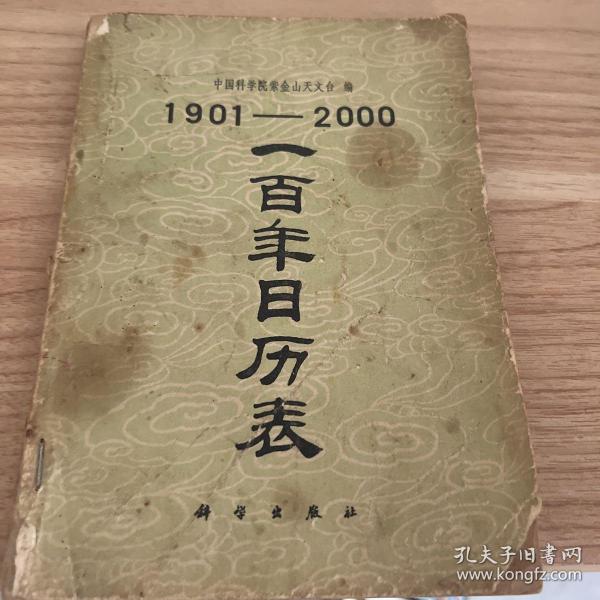 中国科学院紫金山天文台 编
1901—2000
一百年日历表
科学出版社
孔夫子旧书网
www.kongfz.com